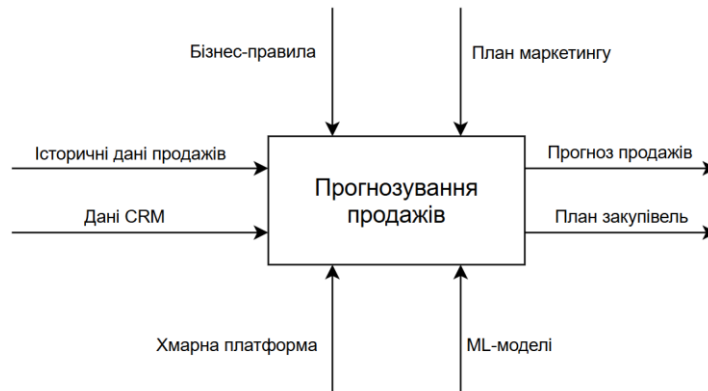 Бізнес-правила
План маркетингу
Історичні дані продажів
Прогноз продажів
Прогнозування
продажів
Дані CRM
План закупівель
Хмарна платформа
ML-моделі